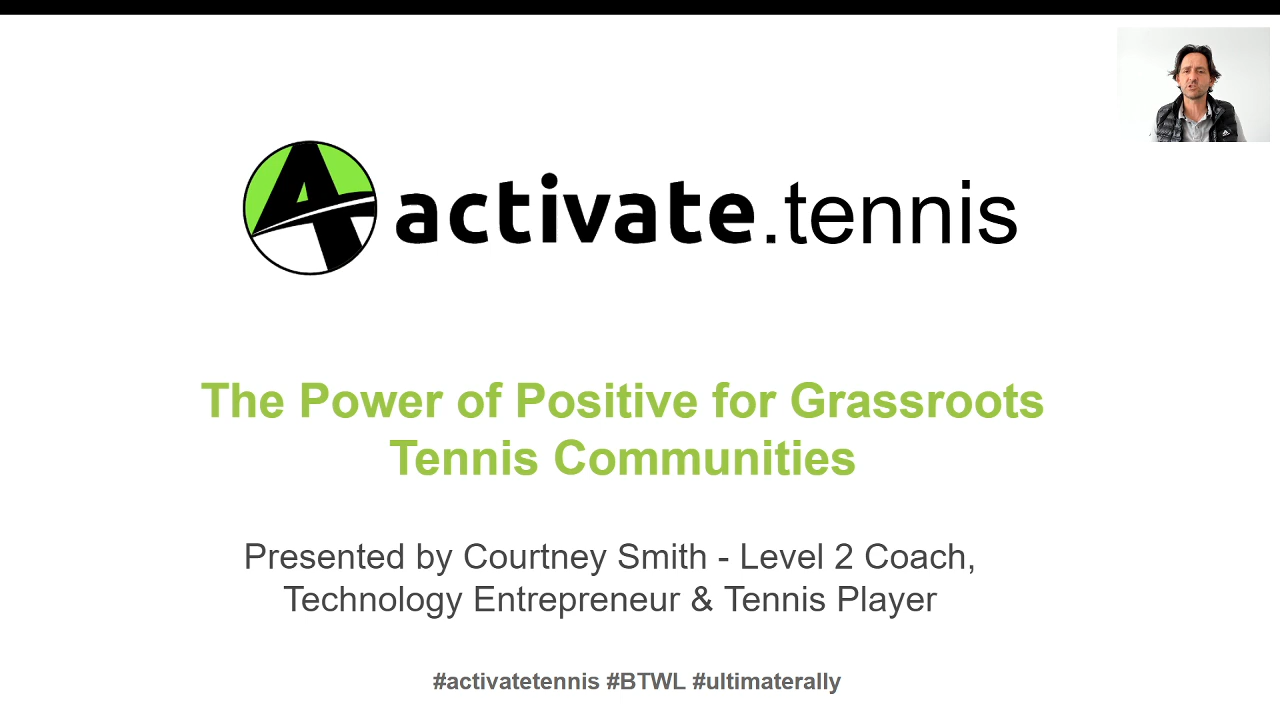 activate.tennis
The Power of Positive for Grassroots
Tennis Communities
Presented by Courtney Smith - Level 2 Coach,
Technology Entrepreneur & Tennis Player
#activatetennis #BTWL #ultimaterally